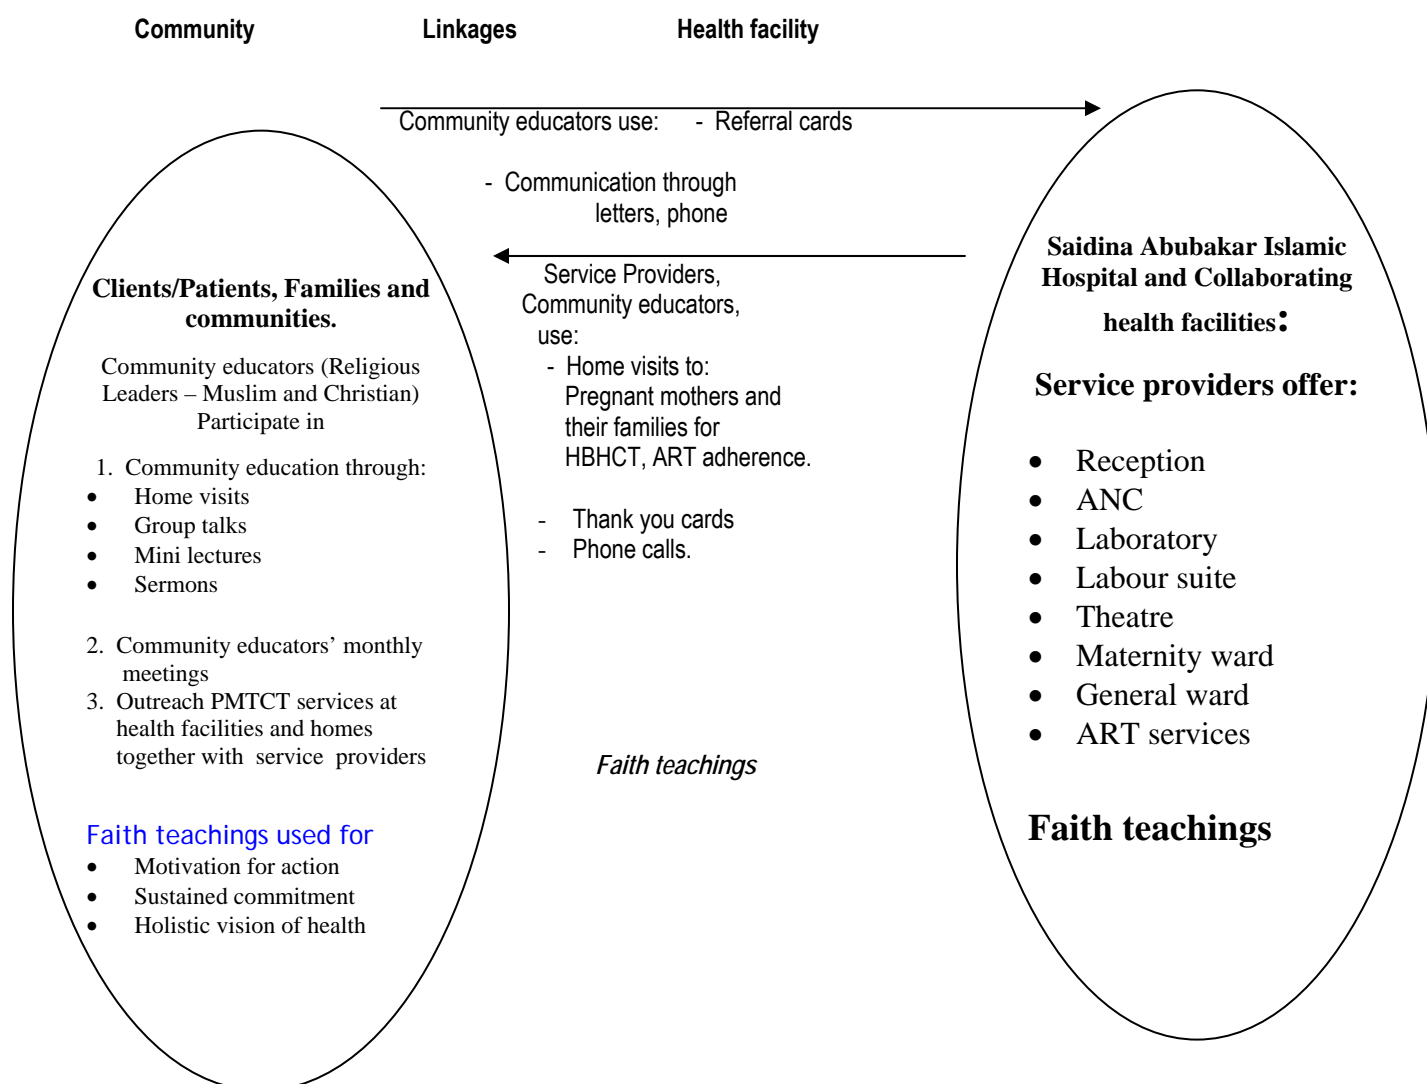 Community Linkages Health facility
Community educators use: - Referral cards
- Communication through
letters, phone
Service Providers,
Community educators,
use:
- Home visits to:
Pregnant mothers and
their families for
HBHCT, ART adherence.
- Thank you cards
- Phone calls.
Faith teachings
Clients/Patients, Families and
communities.
Community educators (Religious
Leaders – Muslim and Christian)
Participate in
1. Community education through:
• Home visits
• Group talks
• Mini lectures
• Sermons
2. Community educators’ monthly
meetings
3. Outreach PMTCT services at
health facilities and homes
together with service providers
Faith teachings used for
• Motivation for action
• Sustained commitment
• Holistic vision of health
Saidina Abubakar Islamic
Hospital and Collaborating
health facilities:
Service providers offer:
• Reception
• ANC
• Laboratory
• Labour suite
• Theatre
• Maternity ward
• General ward
• ART services
Faith teachings